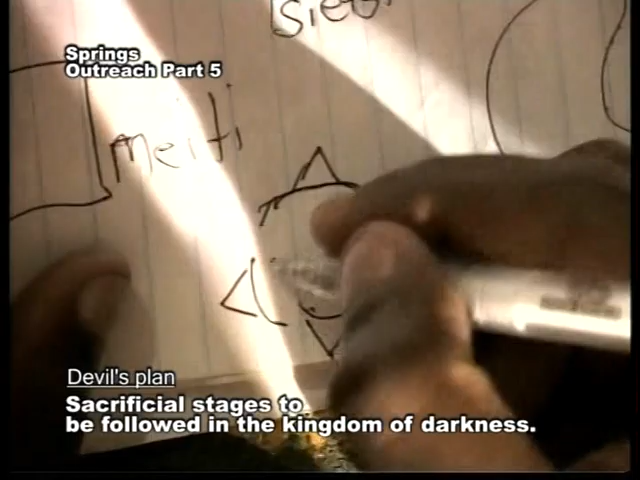 Springs
Outreach Part 5
Devil's plan
Sacrificial stages to
be followed in the kingdom of darkness.